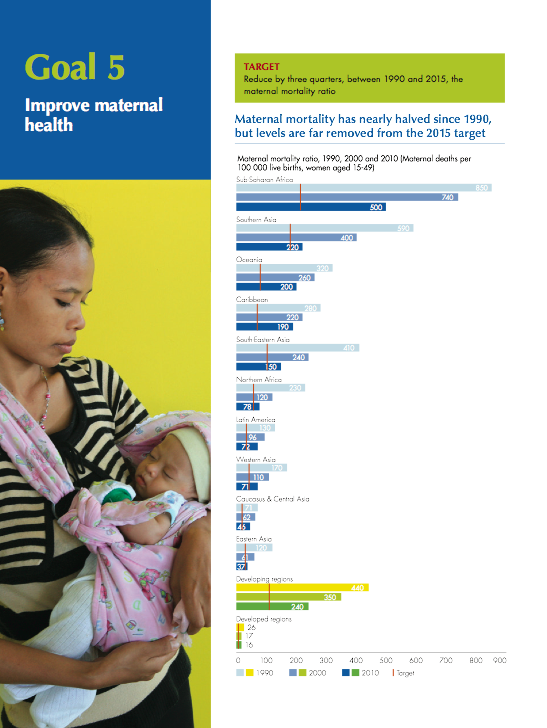 Goal 5
Improve maternal
health
TARGET
Reduce by three quarters, between 1990 and 2015, the
maternal mortality ratio
Maternal mortality has nearly halved since 1990,
but levels are far removed from the 2015 target
Maternal mortality ratio, 1990, 2000 and 2010 (Maternal deaths per
100 000 live births, women aged 15-49)
Sub Saharan Africa
850
740
500
Southern Asia
590
400
220
Oceania
320
260
200
Caribbean
280
220
190
South Eastern Asia
410
240
150
Northern Africa
230
120
78
Latin America
130
96
72
Western Asia
170
110
71
Caucasus & Central Asia
71
62
46
Eastern Asia
120
61
37
Developing regions
440
350
240
Developed regions
26
17
16
0 100 200 300 400 500 600 700 800 900
1990 2000 2010 Target